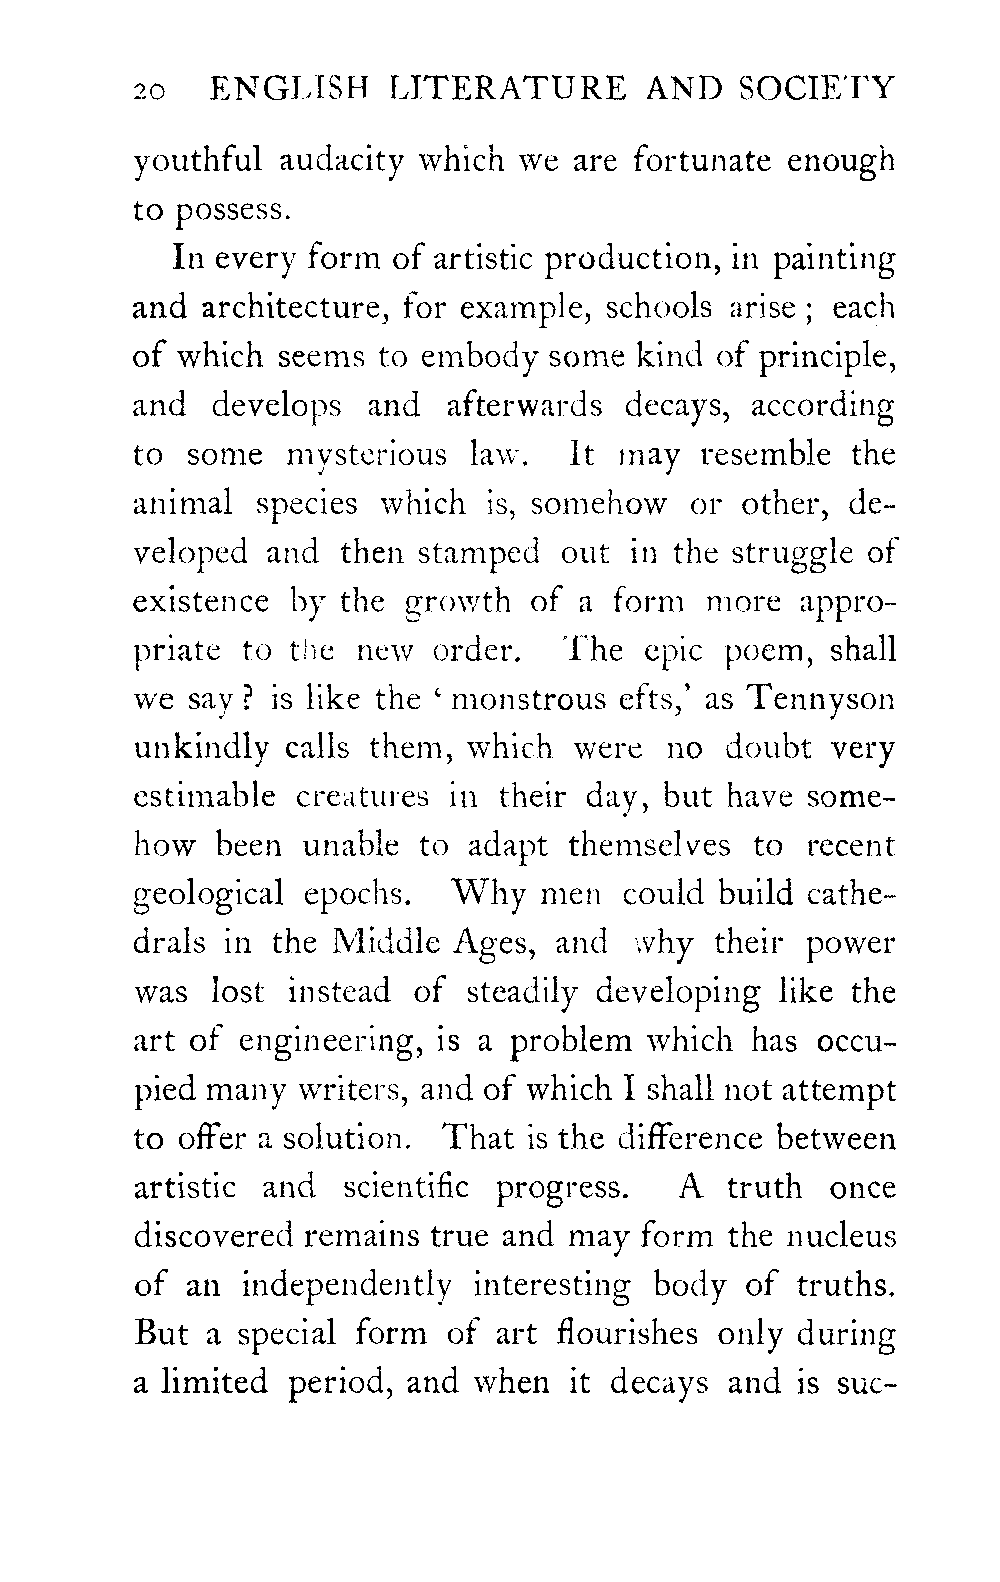 20 ENGLISH LITERATURE AND SOCIETY
youthful audacity which we are fortunate enough
to possess.
In every form of artistic production, in painting
and architecture, for example, schools arise ; each
of which seems to embody some kind of principle,
and develops and afterwards decays, according
to some mysterious law. It may resemble the
animal species which is, somehow or other, de-
veloped and then stamped out in the struggle of
existence by the growth of a form more appro-
priate to the new order. The epic poem, shall
we say ? is like the ‘ monstrous efts,’ as Tennyson
unkindly calls them, which were no doubt very
estimable creatures in their day, but have some-
how been unable to adapt themselves to recent
geological epochs. Why men could build cathe-
drals in the Middle Ages, and why their power
was lost instead of steadily developing like the
art of engineering, is a problem which has occu-
pied many writers, and of which I shall not attempt
to offer a solution. That is the difference between
artistic and scientific progress. A truth once
discovered remains true and may form the nucleus
of an independently interesting body of truths.
But a special form of art flourishes only during
a limited period, and when it decays and is suc-